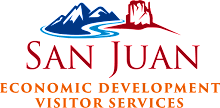 SAN JUAN
ECONOMIC DEVELOPMENT
VISITOR SERVICES